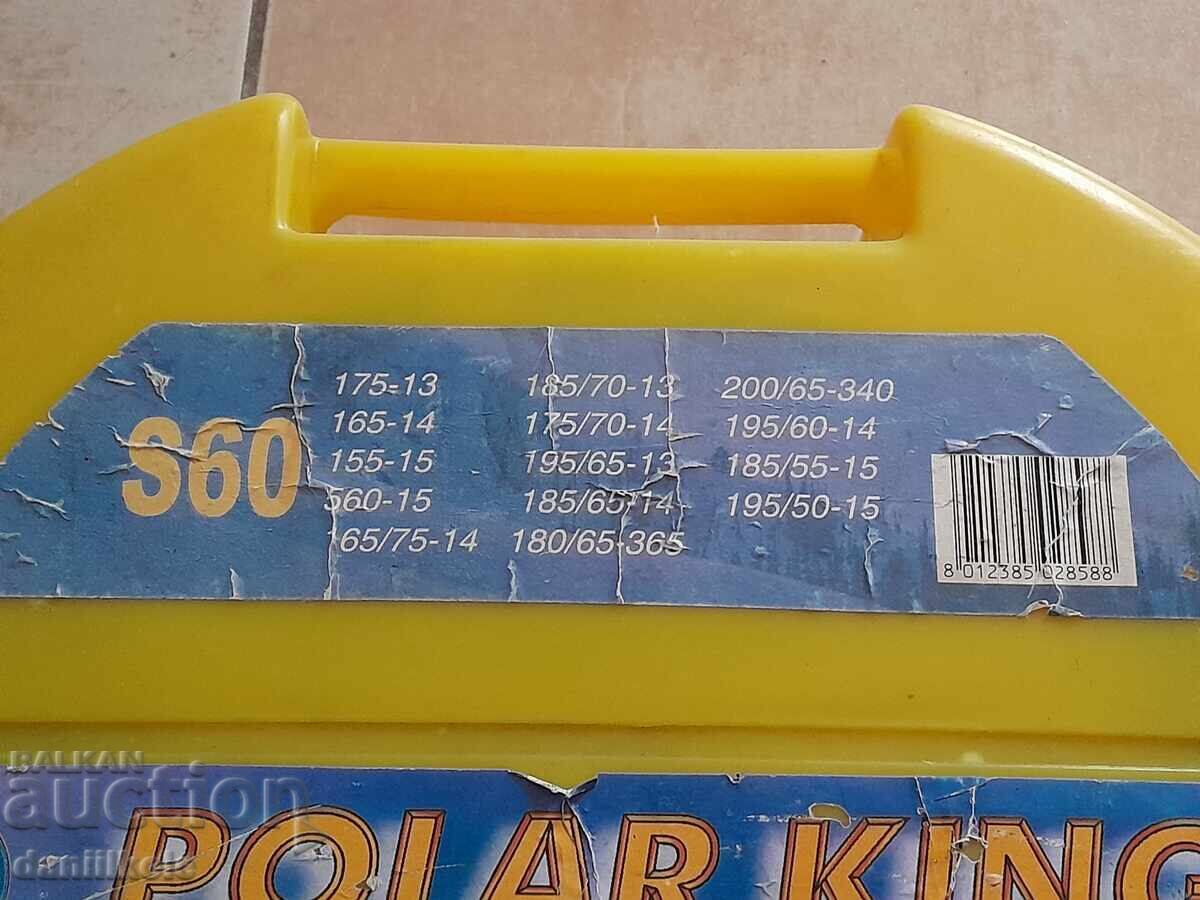 S60
175-13 185/70-13 200/65-340
165-14 175/70-14 195/60-14
155-15 195/65-13 185/55-15
560-15 185/65-14 195/50-15
165/75-14 180/65-365
8 012385 028588
BALKAN
auction
POLAR KING